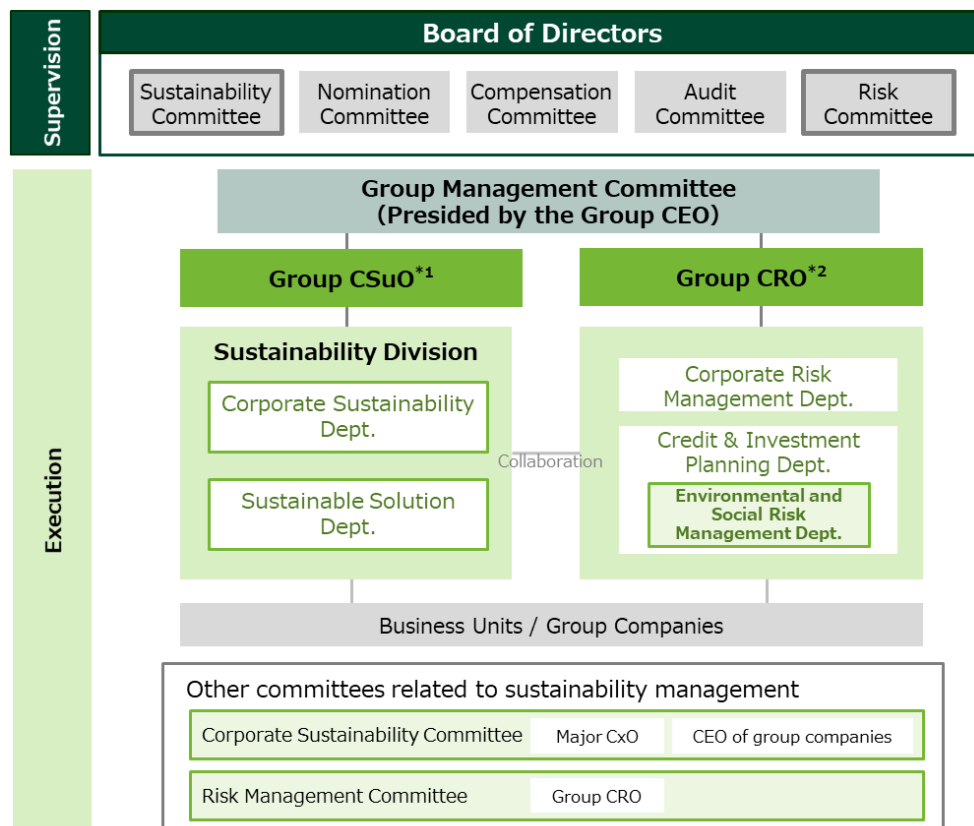 Supervision
Board of Directors
Sustainability
Committee
Nomination
Committee
Compensation
Committee
Audit
Committee
Risk
Committee
Execution
Group Management Committee
(Presided by the Group CEO)
Group CSuO*1
Group CRO*2
Sustainability Division
Corporate Sustainability
Dept.
Sustainable Solution
Dept.
Collaboration
Corporate Risk
Management Dept.
Credit & Investment
Planning Dept.
Environmental and
Social Risk
Management Dept.
Business Units / Group Companies
Other committees related to sustainability management
Corporate Sustainability Committee
Major CxO
CEO of group companies
Risk Management Committee
Group CRO